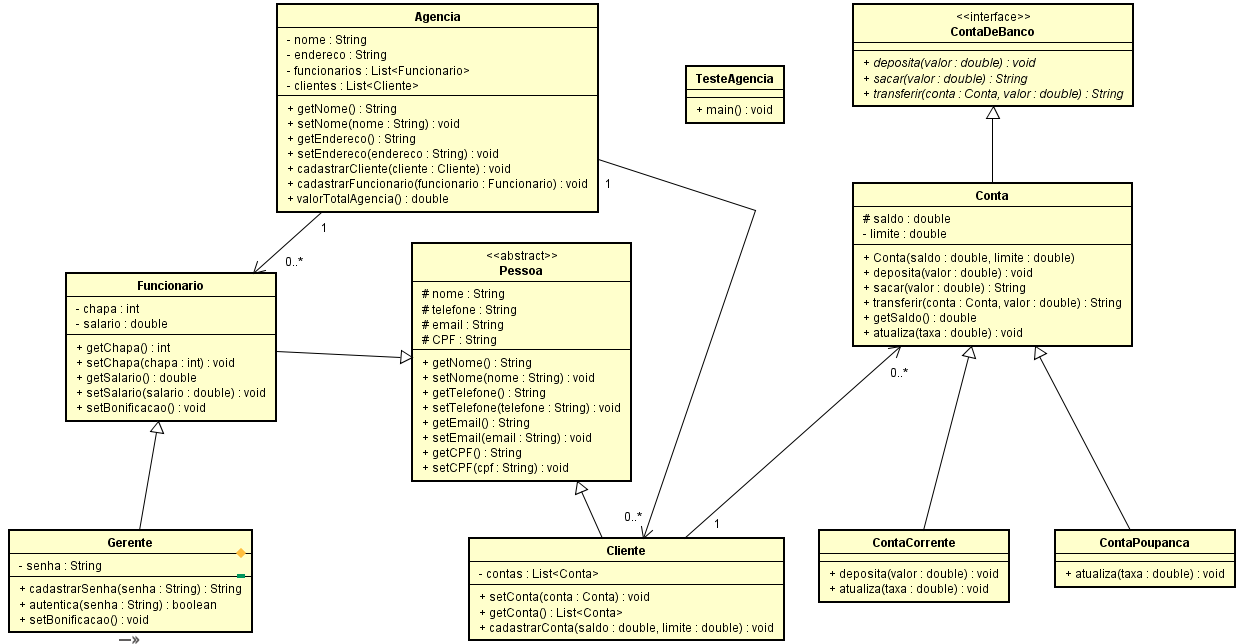 Agencia
- nome : String
- endereco : String
- funcionarios : List<Funcionario>
- clientes : List<Cliente>
+ getNome() : String
+ setNome(nome : String) : void
+ getEndereco() : String
+ setEndereco(endereco : String) : void
+ cadastrarCliente(cliente : Cliente) : void
+ cadastrarFuncionario(funcionario : Funcionario) : void
+ valorTotalAgencia() : double
TesteAgencia
+ main() : void
<<interface>>
ContaDeBanco
+ deposita(valor : double) : void
+ sacar(valor : double) : String
+ transferir(conta : Conta, valor : double) : String
1
0..*
1
0..*
Funcionario
- chapa : int
- salario : double
+ getChapa() : int
+ setChapa(chapa : int) : void
+ getSalario() : double
+ setSalario(salario : double) : void
+ setBonificacao() : void
<<abstract>>
Pessoa
# nome : String
# telefone : String
# email : String
# CPF : String
+ getNome() : String
+ setNome(nome : String) : void
+ getTelefone() : String
+ setTelefone(telefone : String) : void
+ getEmail() : String
+ setEmail(email : String) : void
+ getCPF() : String
+ setCPF(cpf : String) : void
Conta
# saldo : double
- limite : double
+ Conta(saldo : double, limite : double)
+ deposita(valor : double) : void
+ sacar(valor : double) : String
+ transferir(conta : Conta, valor : double) : String
+ getSaldo() : double
+ atualiza(taxa : double) : void
0..*
1
Gerente
- senha : String
+ cadastrarSenha(senha : String) : String
+ autentica(senha : String) : boolean
+ setBonificacao() : void
Cliente
- contas : List<Conta>
+ setConta(conta : Conta) : void
+ getConta() : List<Conta>
+ cadastrarConta(saldo : double, limite : double) : void
ContaCorrente
+ deposita(valor : double) : void
+ atualiza(taxa : double) : void
ContaPoupanca
+ atualiza(taxa : double) : void